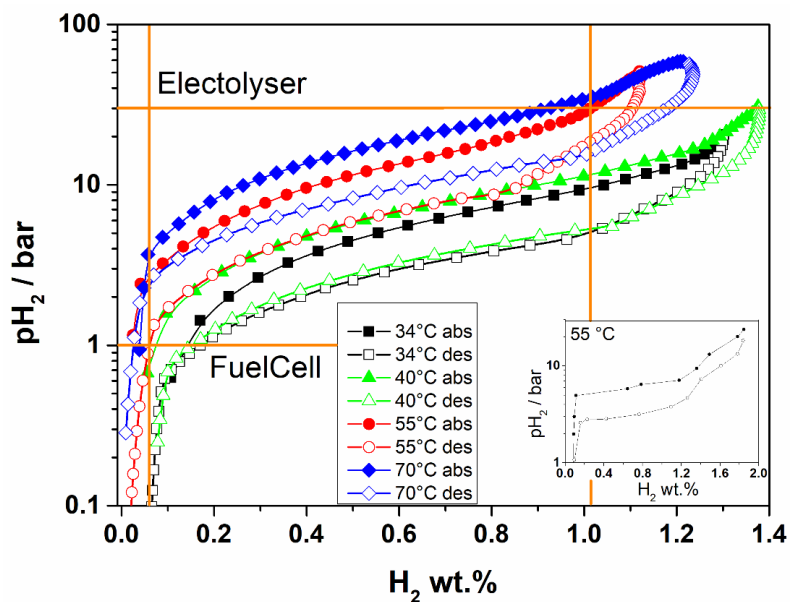 100
Electolyser
10
pH2 / bar
1
FuelCell
0.1
34°C abs
34°C des
40°C abs
40°C des
55°C abs
55°C des
70°C abs
70°C des
10
55 °C
pH2 / bar
1
0.0 0.4 0.8 1.2 1.6 2.0
H2 wt.%
0.0 0.2 0.4 0.6 0.8 1.0 1.2 1.4
H2 wt.%